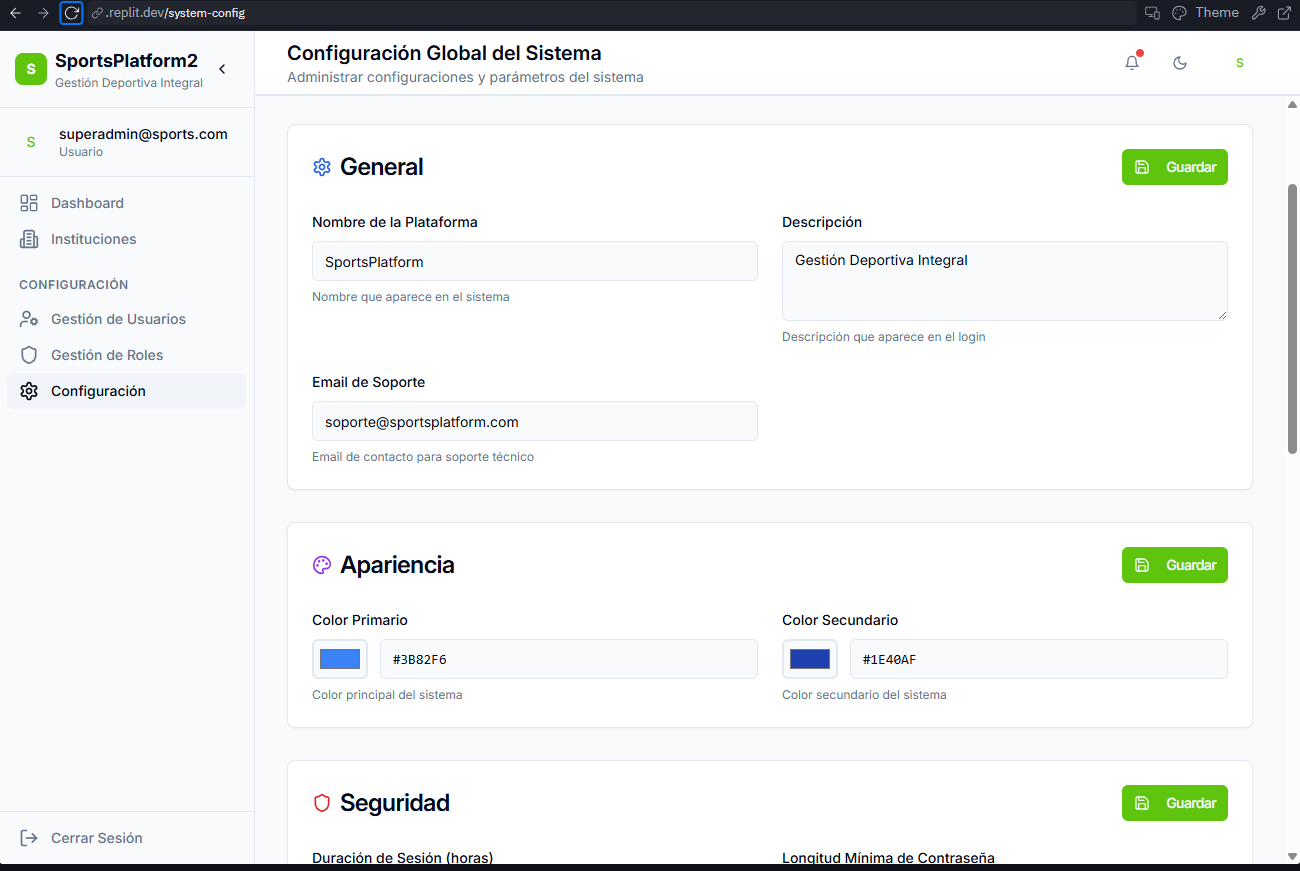 .replit.dev/system-config
Theme
S
SportsPlatform2
Gestión Deportiva Integral
S
superadmin@sports.com
Usuario
Dashboard
Instituciones
CONFIGURACIÓN
Gestión de Usuarios
Gestión de Roles
Configuración
Cerrar Sesión
Configuración Global del Sistema
Administrar configuraciones y parámetros del sistema
S
General
Guardar
Nombre de la Plataforma
SportsPlatform
Nombre que aparece en el sistema
Descripción
Gestión Deportiva Integral
Descripción que aparece en el login
Email de Soporte
soporte@sportsplatform.com
Email de contacto para soporte técnico
Apariencia
Guardar
Color Primario
#3B82F6
Color principal del sistema
Color Secundario
#1E40AF
Color secundario del sistema
Seguridad
Guardar
Duración de Sesión (horas)
Longitud Mínima de Contraseña